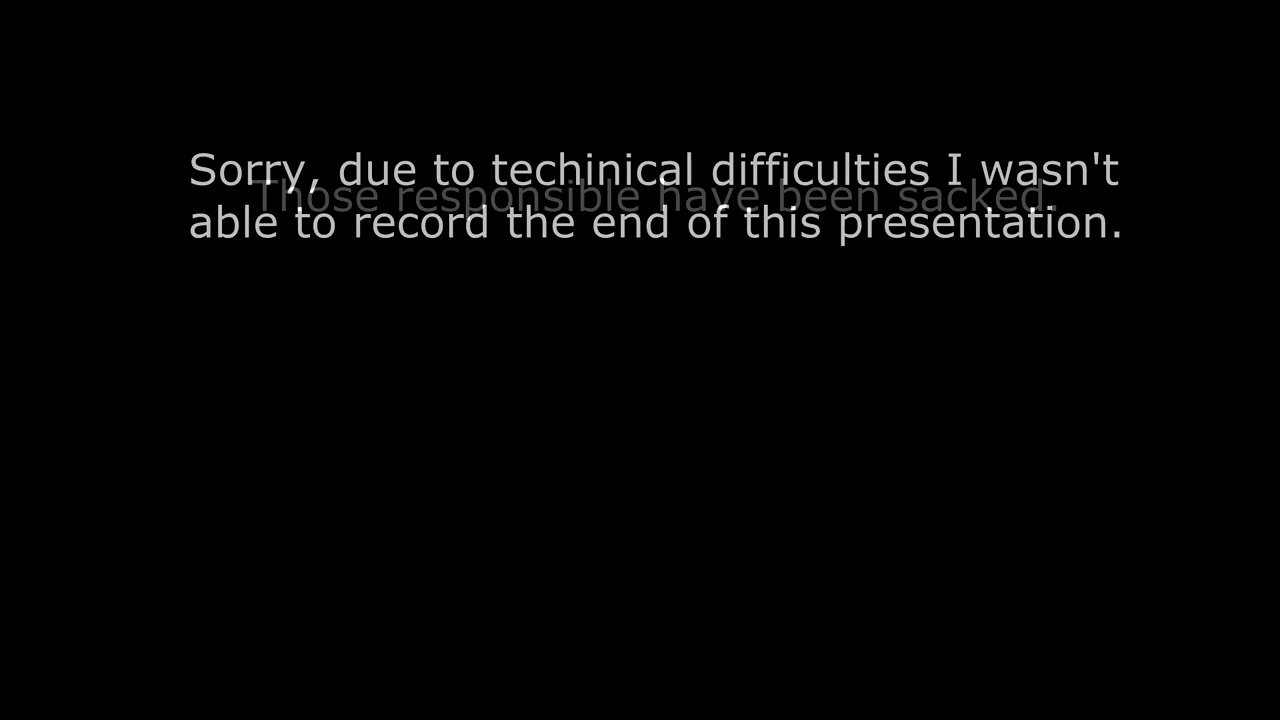 Sorry, due to techinical difficulties I wasn't
Those responsible have been sacked.
able to record the end of this presentation.